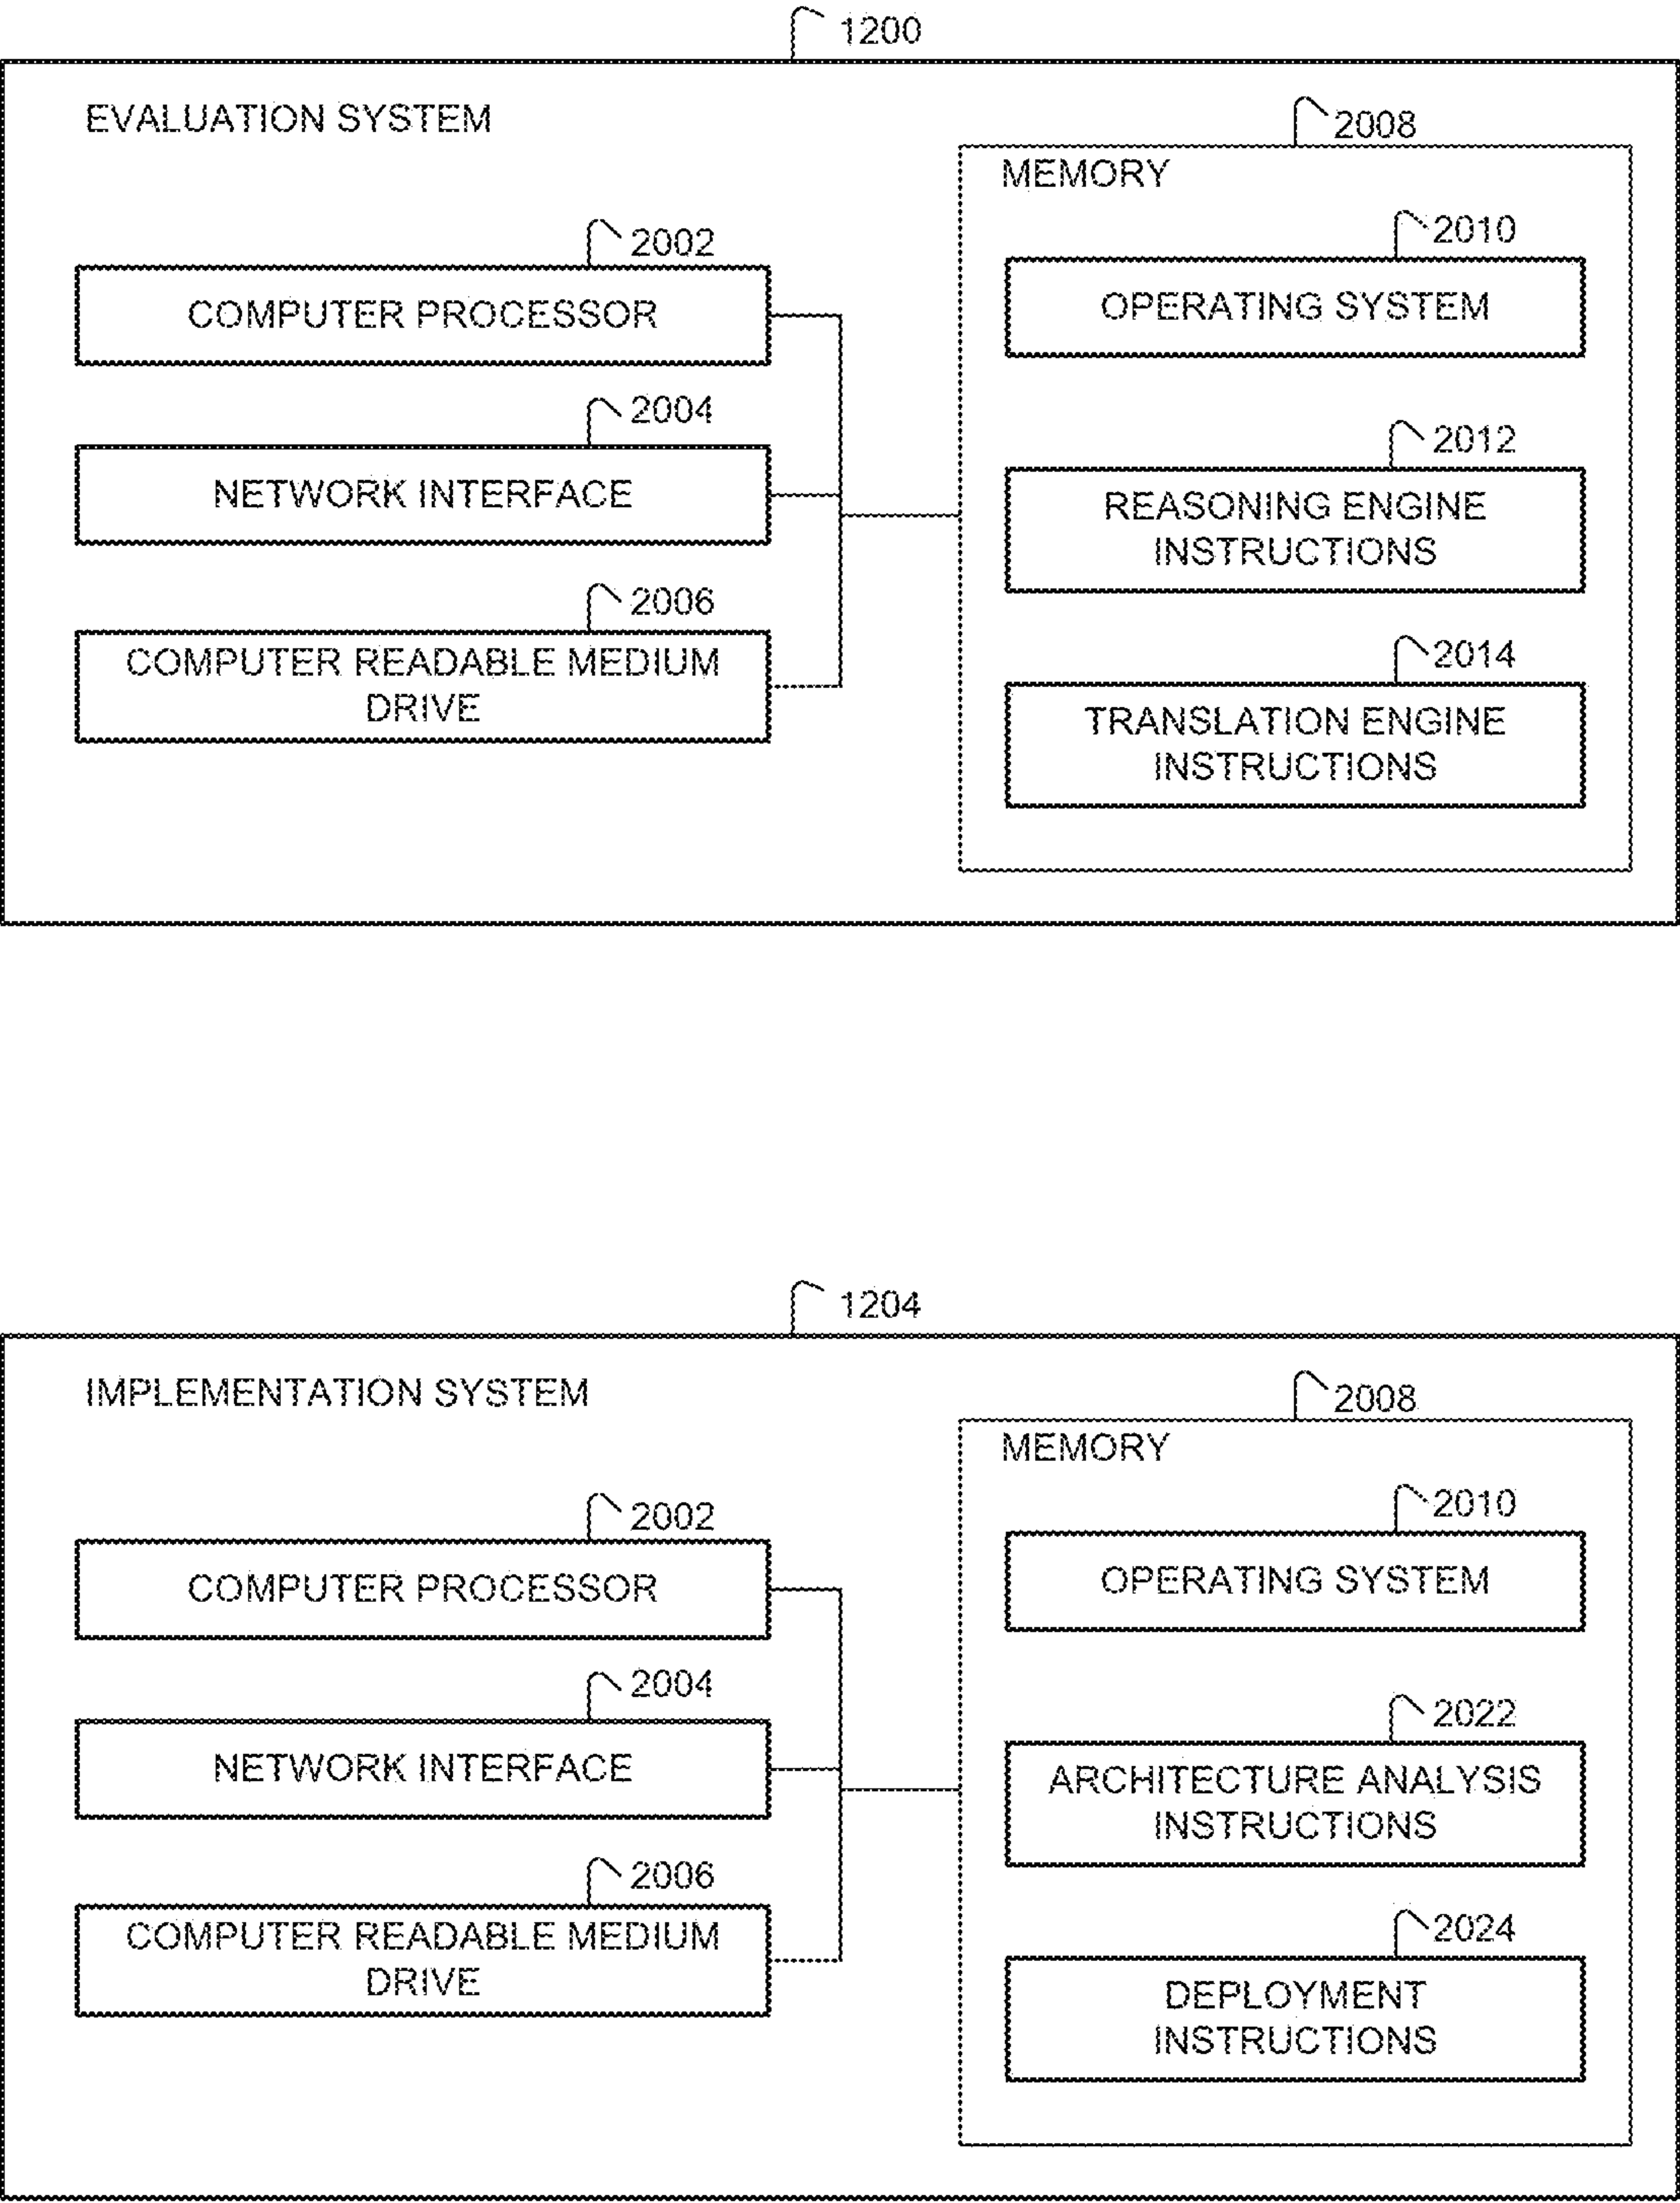 1200
EVALUATION SYSTEM
2008
MEMORY
2002
COMPUTER PROCESSOR
2004
NETWORK INTERFACE
2006
COMPUTER READABLE MEDIUM
DRIVE
2010
OPERATING SYSTEM
2012
REASONING ENGINE
INSTRUCTIONS
2014
TRANSLATION ENGINE
INSTRUCTIONS
1204
IMPLEMENTATION SYSTEM
2008
MEMORY
2002
COMPUTER PROCESSOR
2004
NETWORK INTERFACE
2006
COMPUTER READABLE MEDIUM
DRIVE
2010
OPERATING SYSTEM
2022
ARCHITECTURE ANALYSIS
INSTRUCTIONS
2024
DEPLOYMENT
INSTRUCTIONS